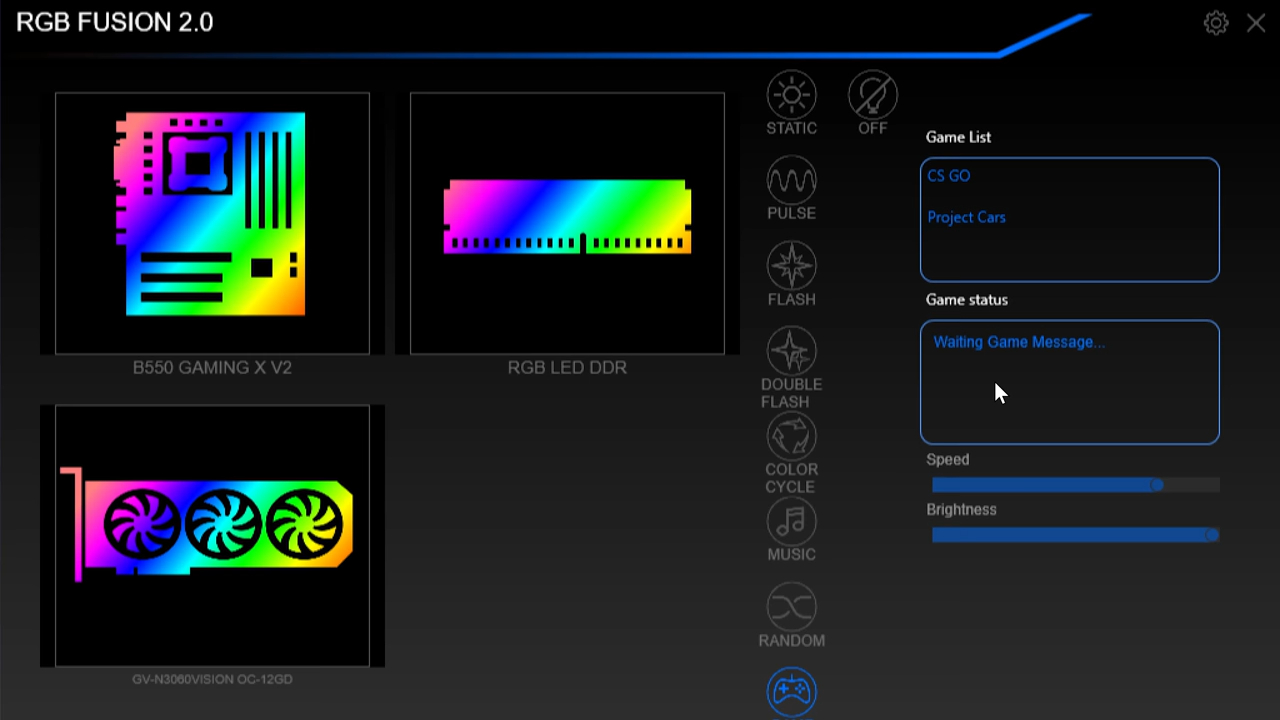 RGB FUSION 2.0
B550 GAMING X V2
RGB LED DDR
GV-N3060VISION OC-12GD
STATIC
OFF
PULSE
FLASH
DOUBLE
FLASH
COLOR
CYCLE
MUSIC
RANDOM
Game List
CS GO
Project Cars
Game status
Waiting Game Message...
Speed
Brightness